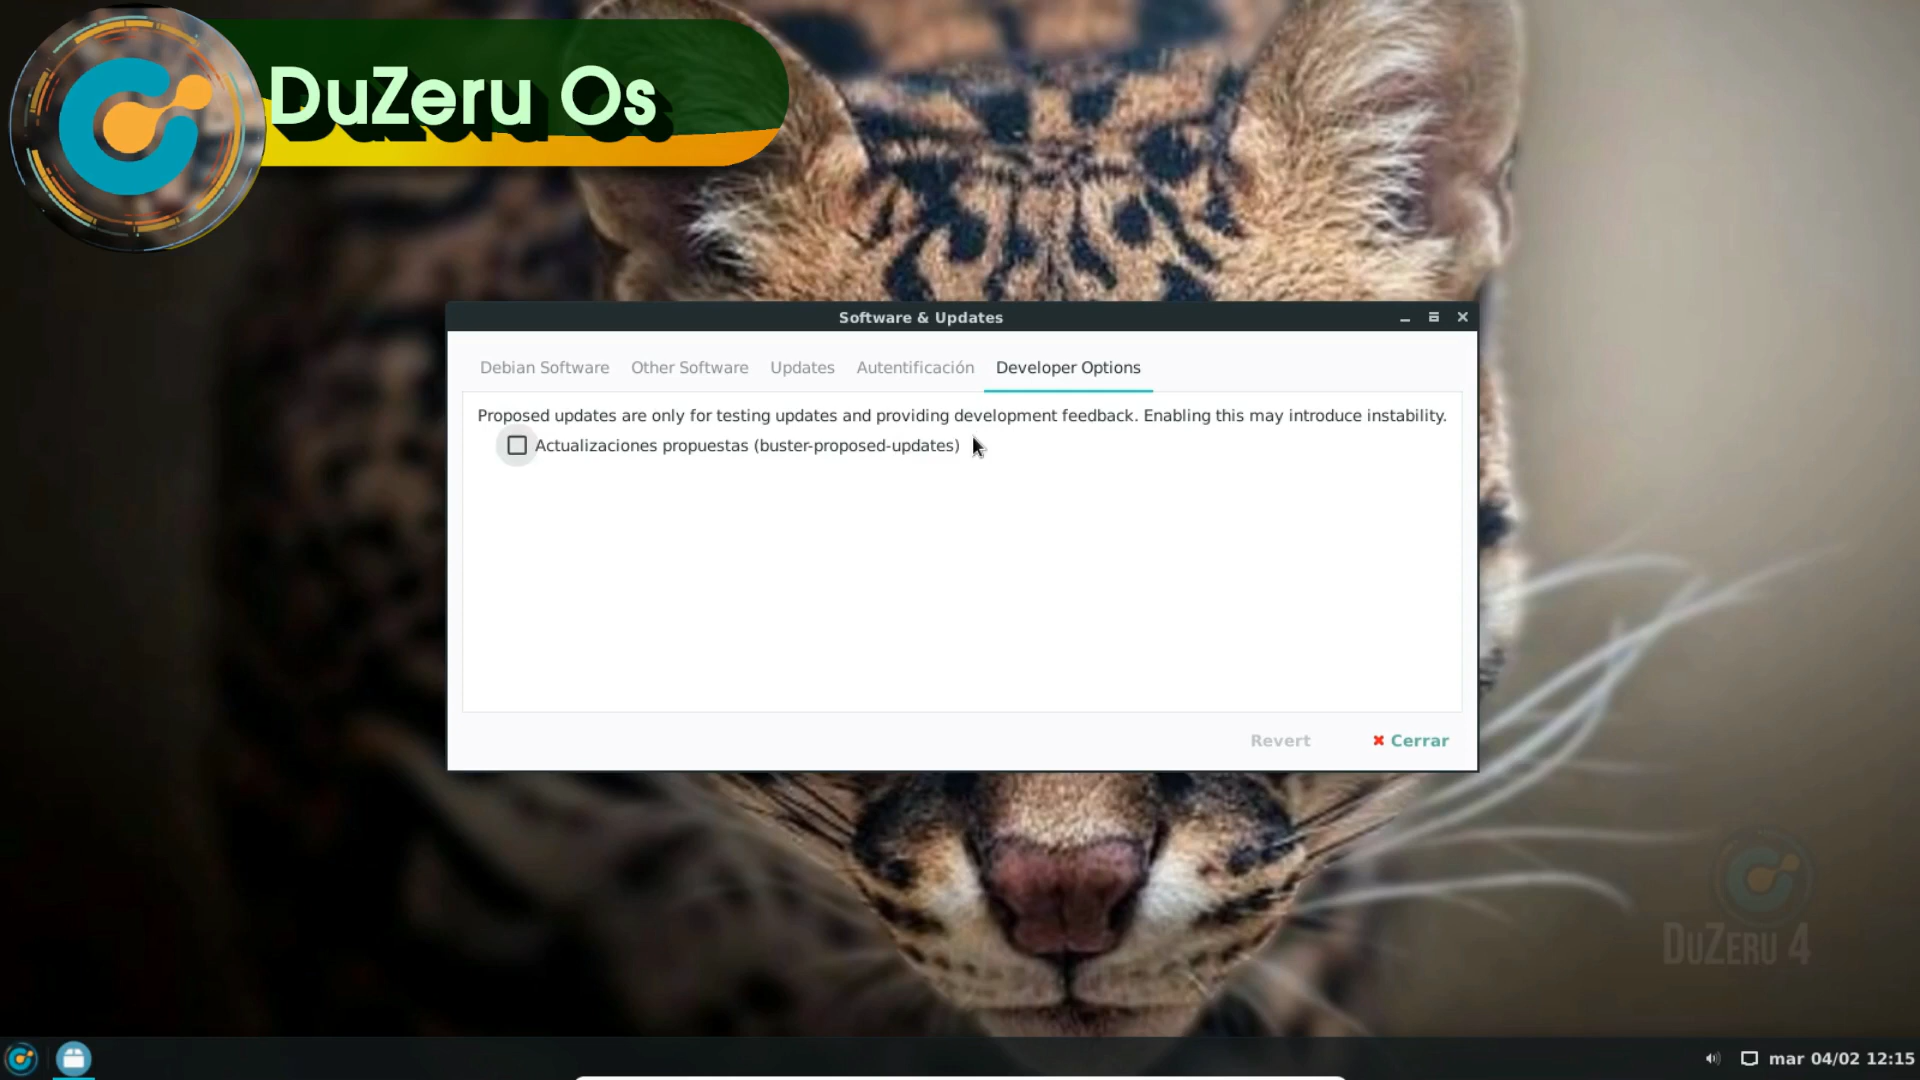 DuZeru Os
Software & Updates
Debian Software Other Software Updates Autentificación Developer Options
Proposed updates are only for testing updates and providing development feedback. Enabling this may introduce instability.
Actualizaciones propuestas (buster-proposed-updates)
Revert Cerrar
DuZeru 4
mar 04/02 12:15